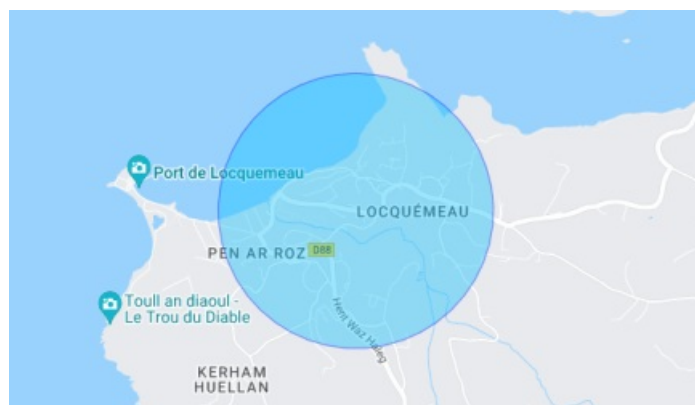 Port de Locquemeau
LOCQUÉMEAU
PEN AR ROZ
D88
Toull an diaoul -
Le Trou du Diable
Hent Waz Haleg
KERHAM
HUELLAN